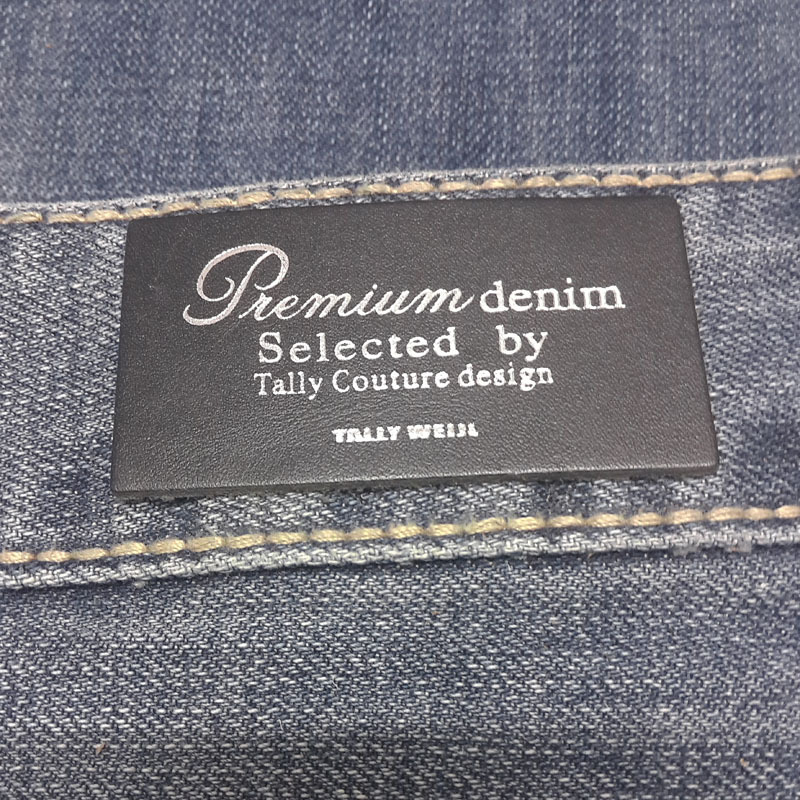 Premium denim
Selected by
Tally Couture design
TALLY WEiJL